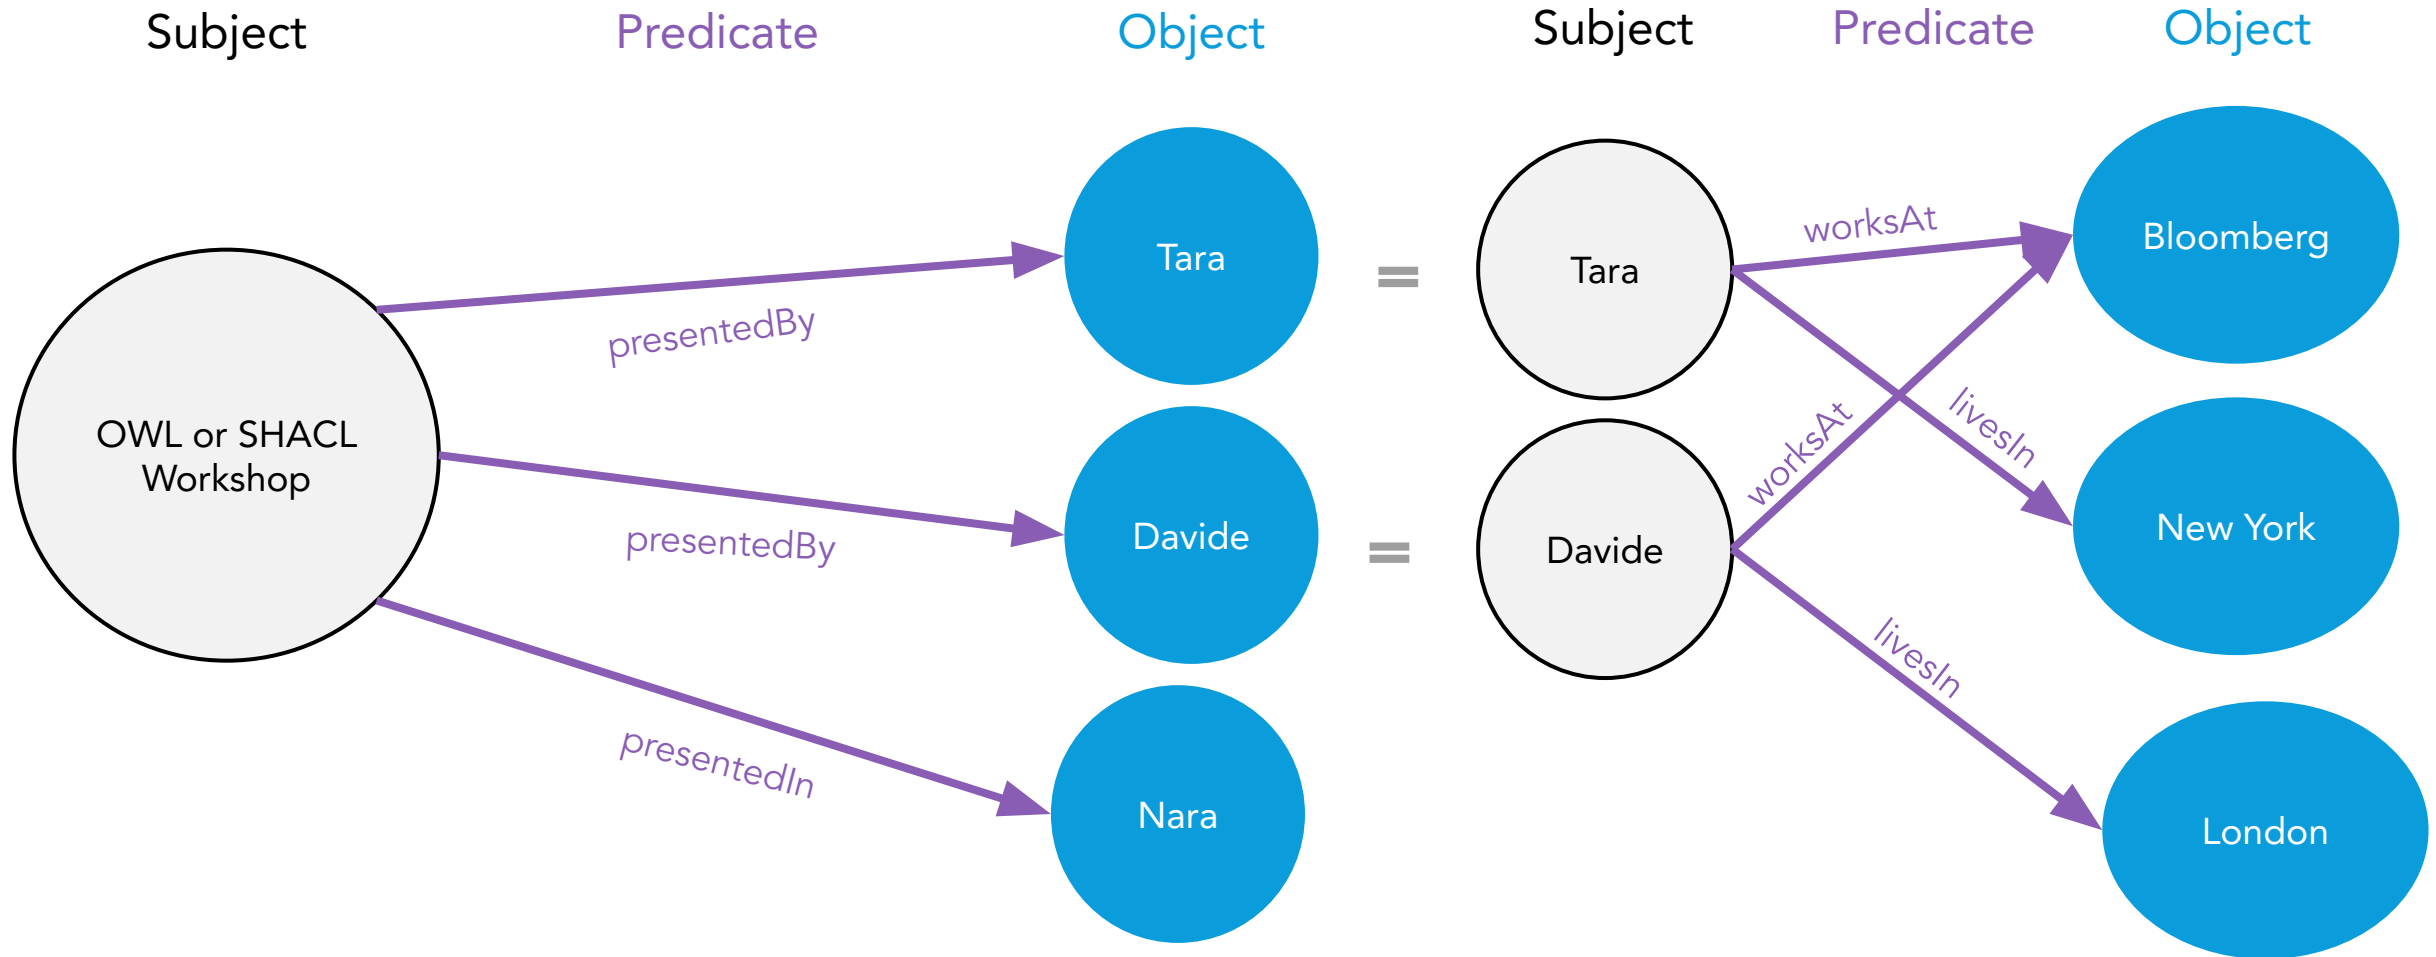 Subject
Predicate
Object
Subject
Predicate
Object
OWL or SHACL
Workshop
presentedBy
presentedBy
presentedIn
Tara
Davide
Nara
=
=
Tara
Davide
worksAt
worksAt
livesIn
livesIn
Bloomberg
New York
London